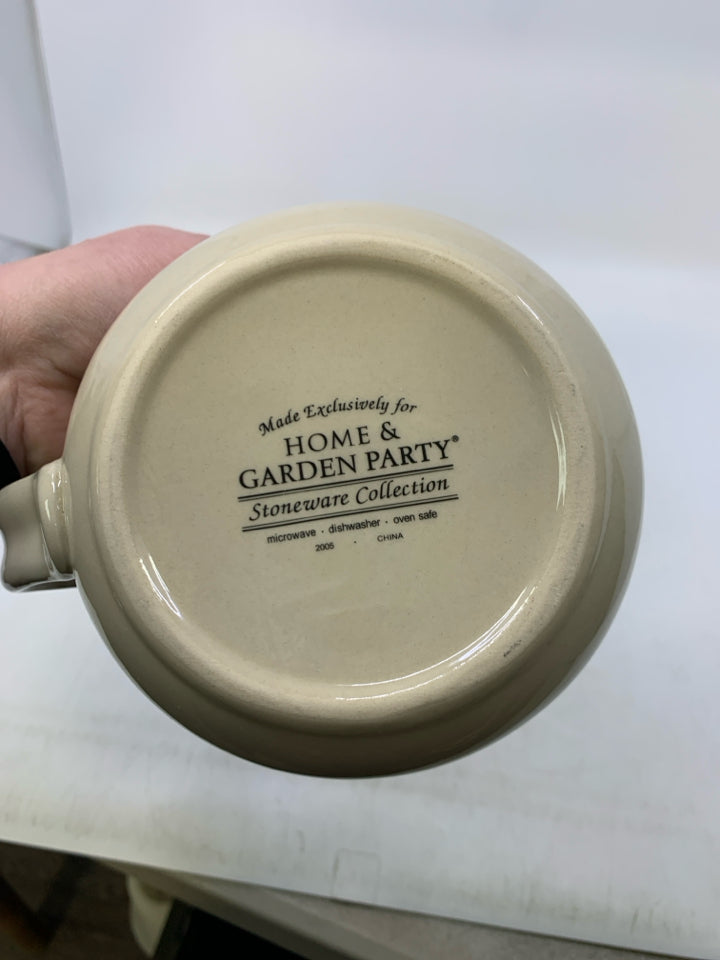 Made Exclusively for
HOME &
GARDEN PARTY®
Stoneware Collection
microwave · dishwasher · oven safe
2005 · CHINA